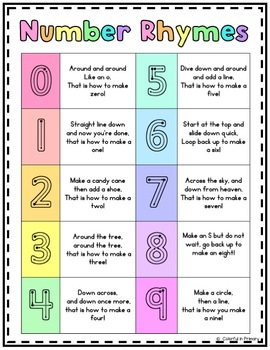 Number Rhymes
0
Around and around
Like an o,
That is how to make
zero!
1
Straight line down
and now you're done,
that is how to make a
one!
2
Make a candy cane
then add a shoe,
That is how to make a
two!
3
Around the tree,
around the tree,
that is how to make a
three!
4
Down across,
and down once more,
that is how to make a
four!
5
Dive down and around
and add a line,
That is how to make a
five!
6
Start at the top and
slide down quick,
Loop back up to make
a six!
7
Across the sky, and
down from heaven,
That is how to make a
seven!
8
Make an S but do not
wait, go back up to
make an eight!
9
Make a circle,
then a line,
that is how you make
a nine!
© Colorful in Primary